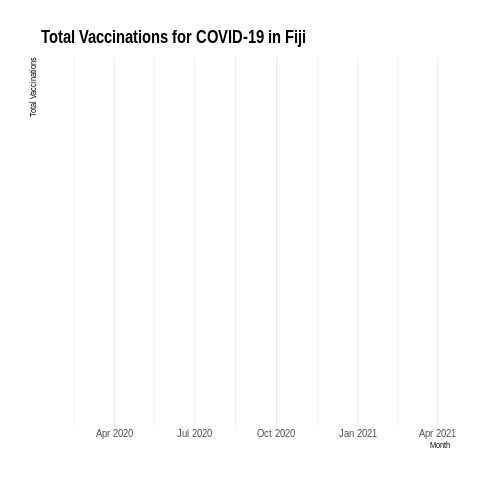 Total Vaccinations for COVID-19 in Fiji
Total Vaccinations
Apr 2020
Jul 2020
Oct 2020
Jan 2021
Apr 2021
Month